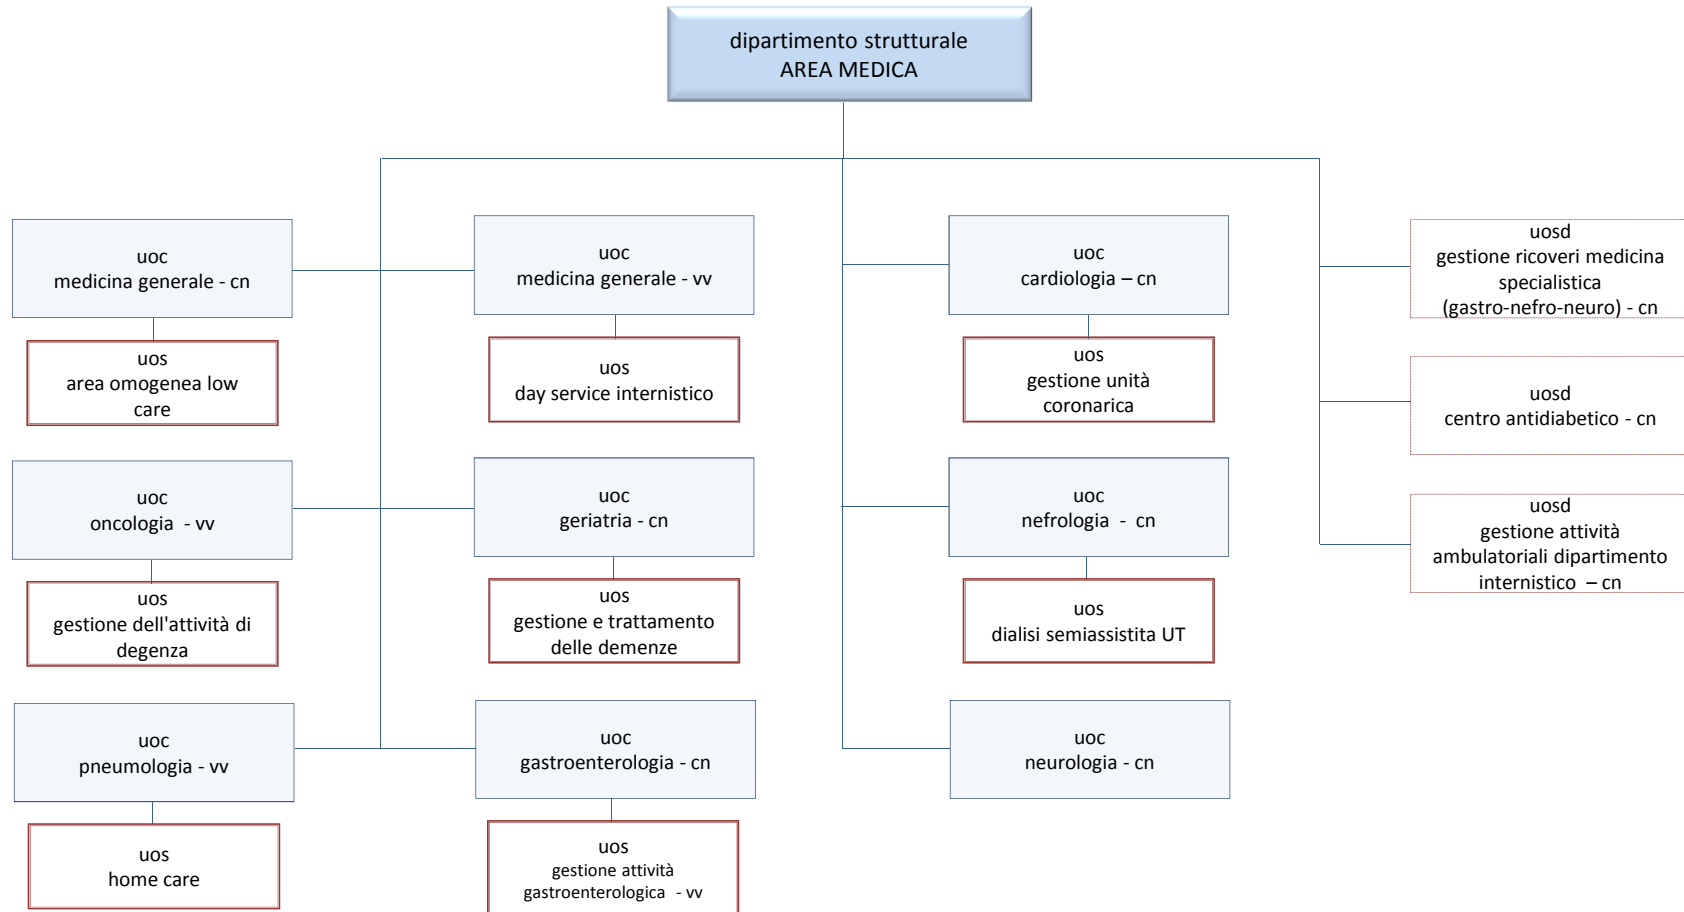 dipartimento strutturale
AREA MEDICA
uoc
medicina generale - cn
uoc
medicina generale - vv
uoc
cardiologia – cn
uosd
gestione ricoveri medicina
specialistica
(gastro-nefro-neuro) - cn
uos
area omogenea low
care
uos
day service internistico
uos
gestione unità
coronarica
uosd
centro antidiabetico - cn
uoc
oncologia - vv
uoc
geriatria - cn
uoc
nefrologia - cn
uosd
gestione attività
ambulatoriali dipartimento
internistico – cn
uos
gestione dell'attività di
degenza
uos
gestione e trattamento
delle demenze
uos
dialisi semiassistita UT
uoc
pneumologia - vv
uoc
gastroenterologia - cn
uoc
neurologia - cn
uos
home care
uos
gestione attività
gastroenterologica - vv